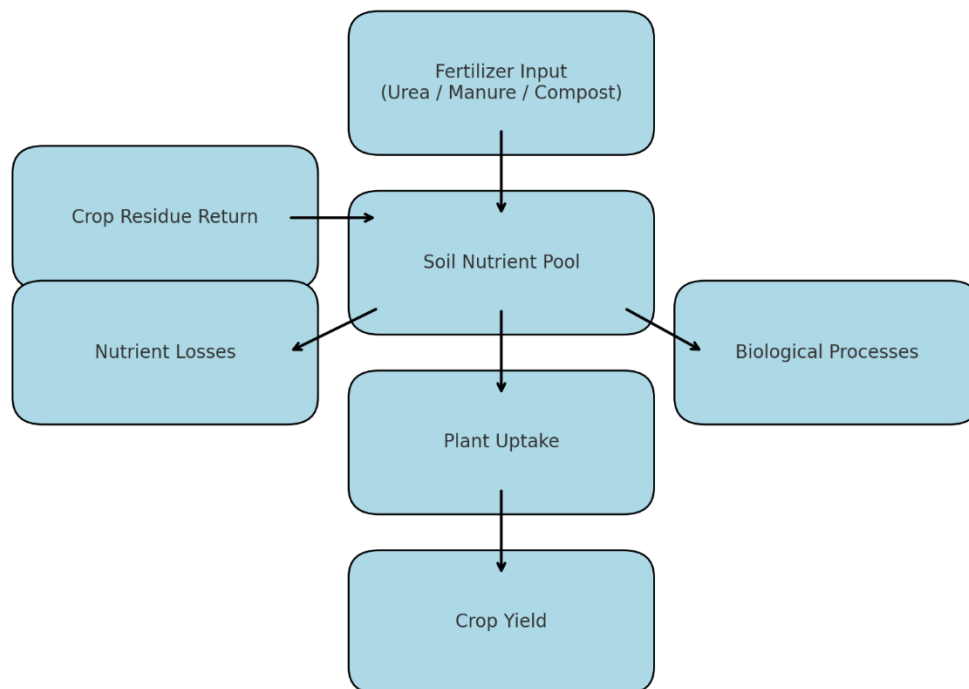 Fertilizer Input
(Urea / Manure / Compost)
Crop Residue Return
Soil Nutrient Pool
Nutrient Losses
Biological Processes
Plant Uptake
Crop Yield